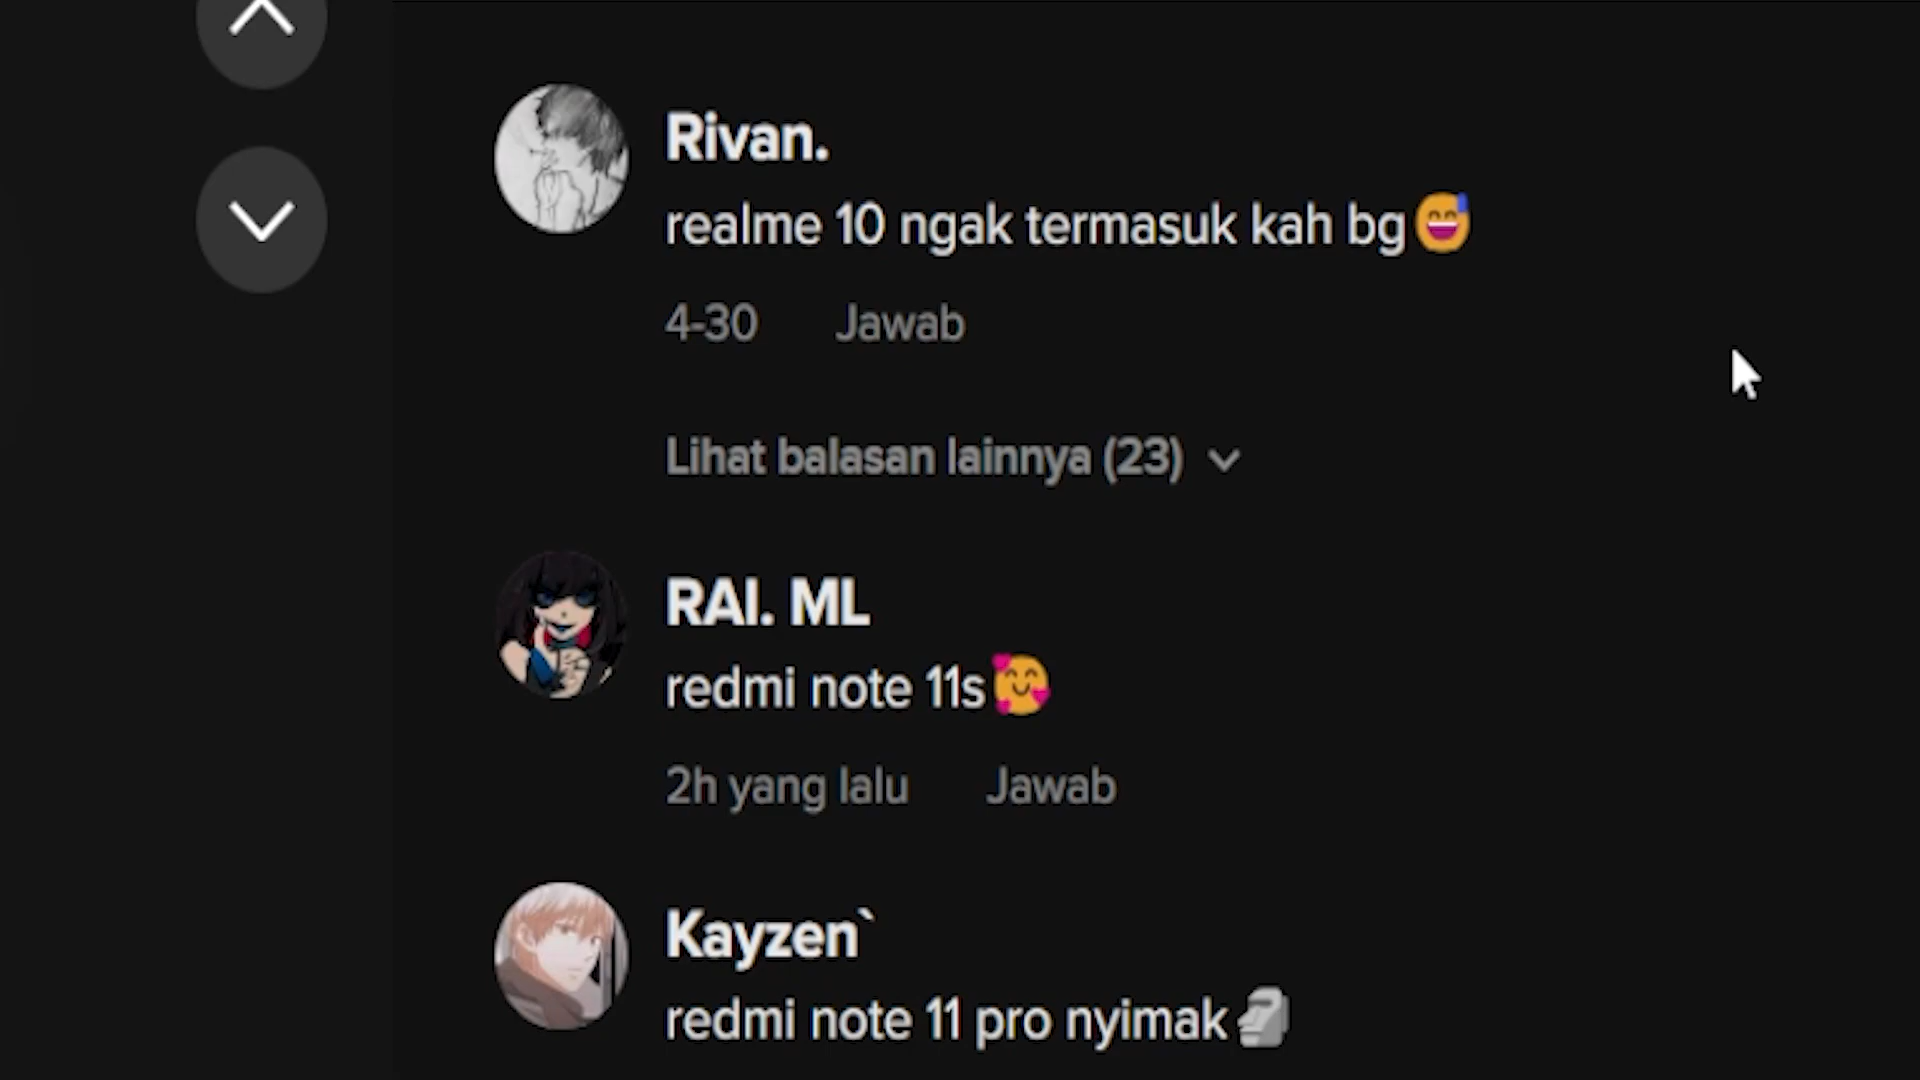 Rivan.
realme 10 ngak termasuk kah bg😅
4-30 Jawab
Lihat balasan lainnya (23)
RAI. ML
redmi note 11s🥰
2h yang lalu Jawab
Kayzen`
redmi note 11 pro nyimak🗿